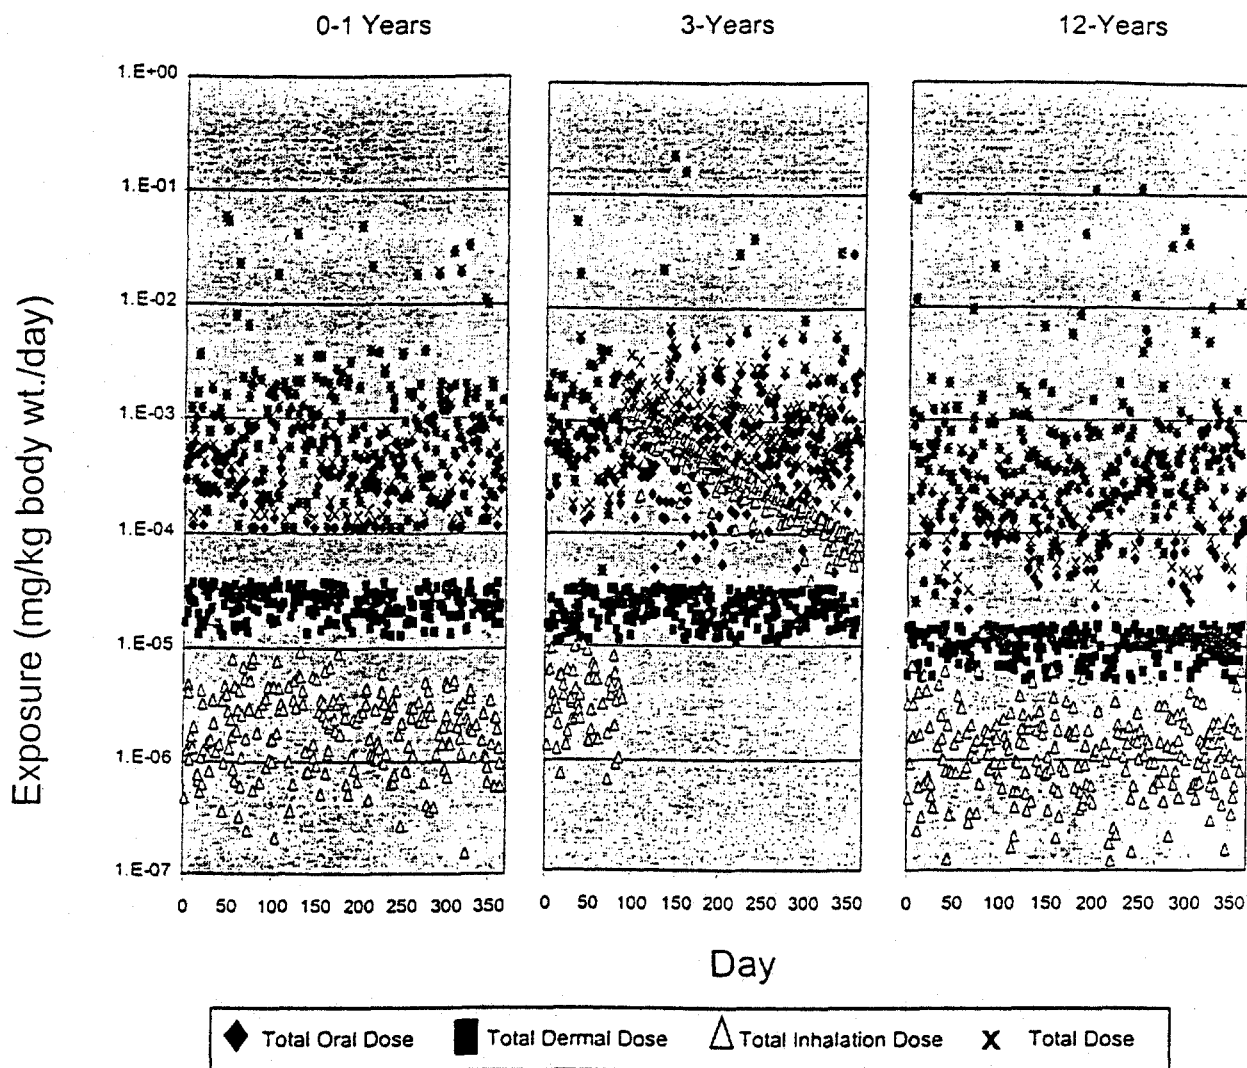 0-1 Years 3-Years 12-Years
1.E+00
1.E-01
1.E-02
1.E-03
1.E-04
1.E-05
1.E-06
1.E-07
Exposure (mg/kg body wt./day)
0 50 100 150 200 250 300 350 0 50 100 150 200 250 300 350 0 50 100 150 200 250 300 350
Day
Total Oral Dose Total Dermal Dose Total Inhalation Dose x Total Dose